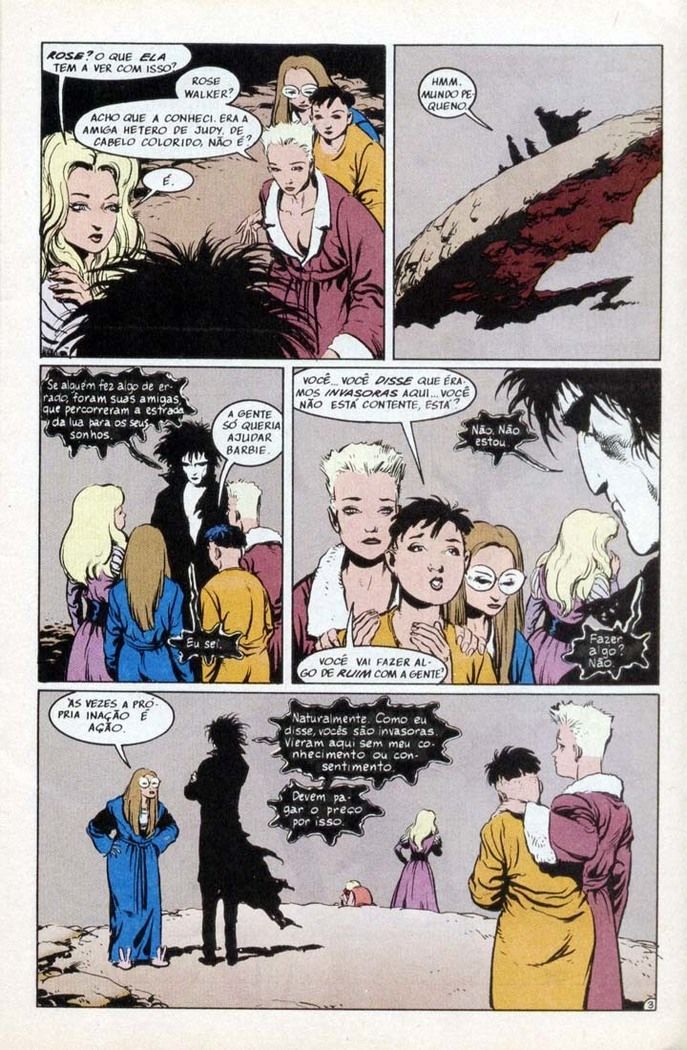 ROSE? O QUE ELA
TEM A VER COM ISSO?
ROSE
WALKER?
ACHO QUE A CONHECI. ERA A
AMIGA HETERO DE JUDY, DE
CABELO COLORIDO, NÃO É?
É.
HMM.
MUNDO PE-
QUENO.
Se alguém fez algo de er-
rado, foram suas amigas,
que percorreram a estrada
da lua para os seus
sonhos.
A GENTE
SÓ QUERIA
AJUDAR
BARBIE.
Eu sei.
VOCÊ... VOCÊ DISSE QUE ÉRA-
MOS INVASORAS AQUI... VOCÊ
NÃO ESTÁ CONTENTE, ESTÁ?
Não. Não
estou.
VOCÊ VAI FAZER AL-
GO DE RUIM COM A GENTE?
Fazer
algo?
Não.
ÀS VEZES A PRÓ-
PRIA INAÇÃO É
AÇÃO.
Naturalmente. Como eu
disse, vocês são invasoras.
Vieram aqui sem meu co-
nhecimento ou con-
sentimento.
Devem pa-
gar o preço
por isso.
3